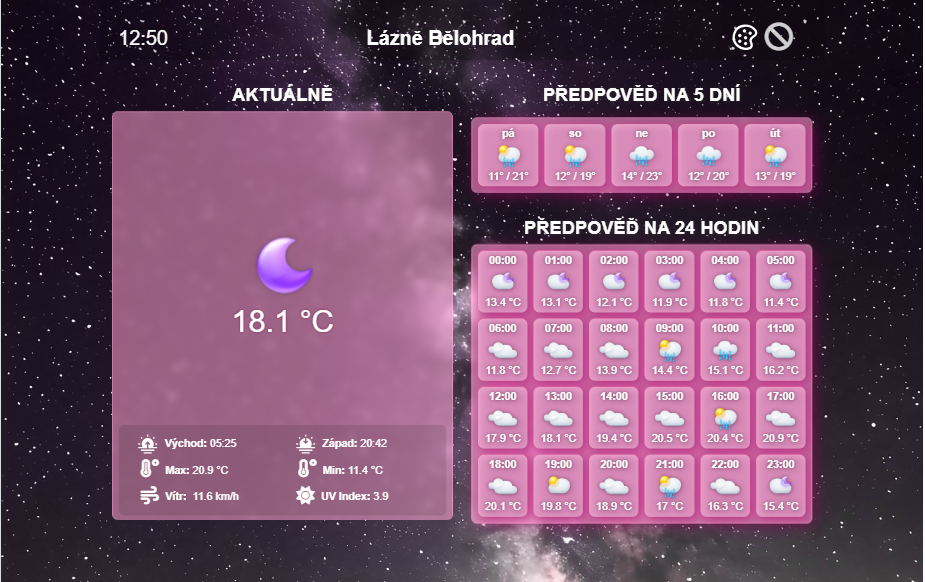 12:50
Lázně Bělohrad
AKTUÁLNĚ
18.1 °C
Východ: 05:25
Západ: 20:42
Max: 20.9 °C
Min: 11.4 °C
Vítr: 11.6 km/h
UV Index: 3.9
PŘEDPOVĚĎ NA 5 DNÍ
pá so ne po út
11° / 21° 12° / 19° 14° / 23° 12° / 20° 13° / 19°
PŘEDPOVĚĎ NA 24 HODIN
00:00 01:00 02:00 03:00 04:00 05:00
13.4 °C 13.1 °C 12.1 °C 11.9 °C 11.8 °C 11.4 °C
06:00 07:00 08:00 09:00 10:00 11:00
11.8 °C 12.7 °C 13.9 °C 14.4 °C 15.1 °C 16.2 °C
12:00 13:00 14:00 15:00 16:00 17:00
17.9 °C 18.1 °C 19.4 °C 20.5 °C 20.4 °C 20.9 °C
18:00 19:00 20:00 21:00 22:00 23:00
20.1 °C 19.8 °C 18.9 °C 17 °C 16.3 °C 15.4 °C